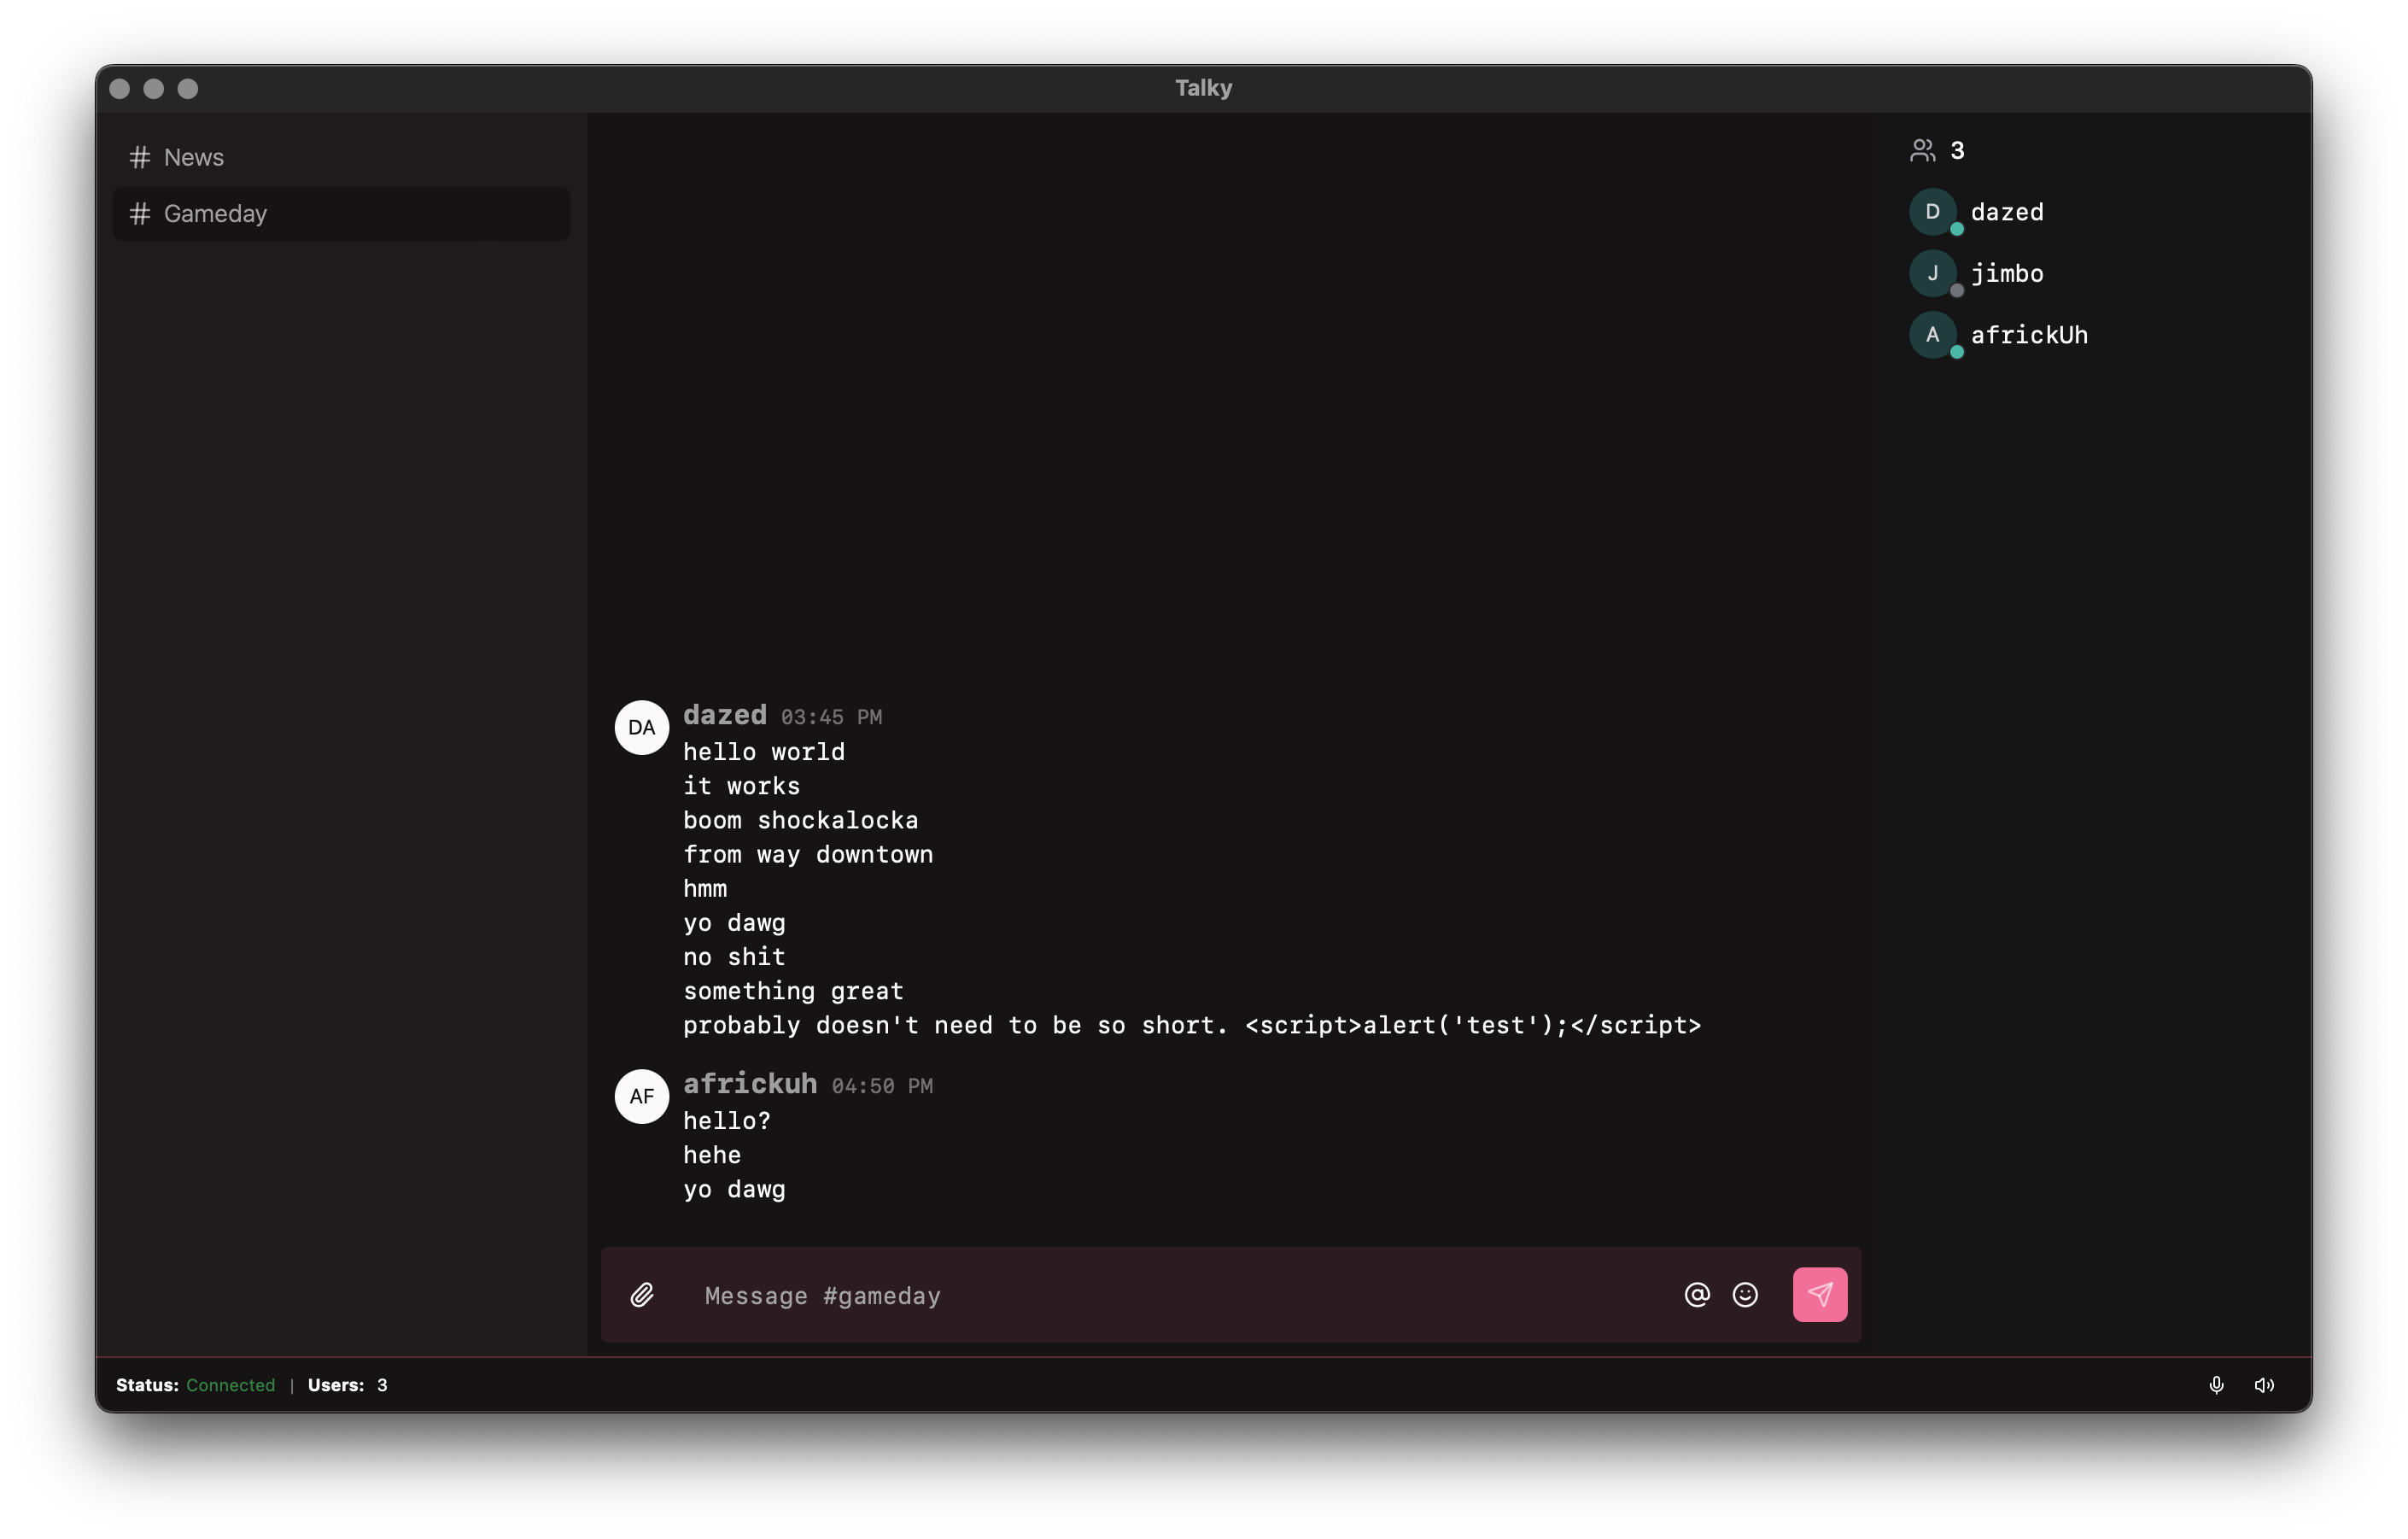 Talky
# News
# Gameday
DA
dazed 03:45 PM
hello world
it works
boom shockalocka
from way downtown
hmm
yo dawg
no shit
something great
probably doesn't need to be so short. <script>alert('test');</script>
AF
africkuh 04:50 PM
hello?
hehe
yo dawg
Message #gameday
3
D dazed
J jimbo
A africkUh
Status: Connected | Users: 3